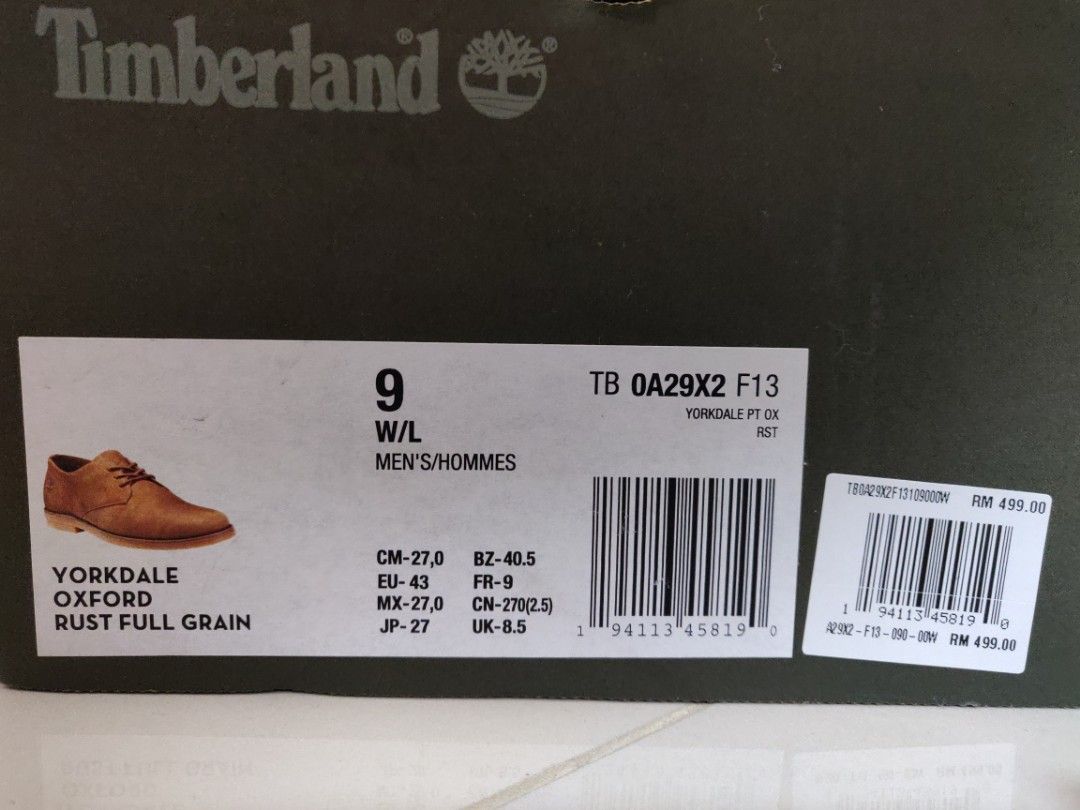 Timberland®®
9
W/L
MEN'S/HOMMES
TB 0A29X2 F13
YORKDALE PT OX
RST
YORKDALE
OXFORD
RUST FULL GRAIN
CM-27,0 BZ-40.5
EU-43 FR-9
MX-27,0 CN-270(2.5)
JP-27 UK-8.5
1 94113 45819 0
TB0A29X2F13109000W RM 499.00
1 94113 45819 0
A29X2-F13-090-00W RM 499.00